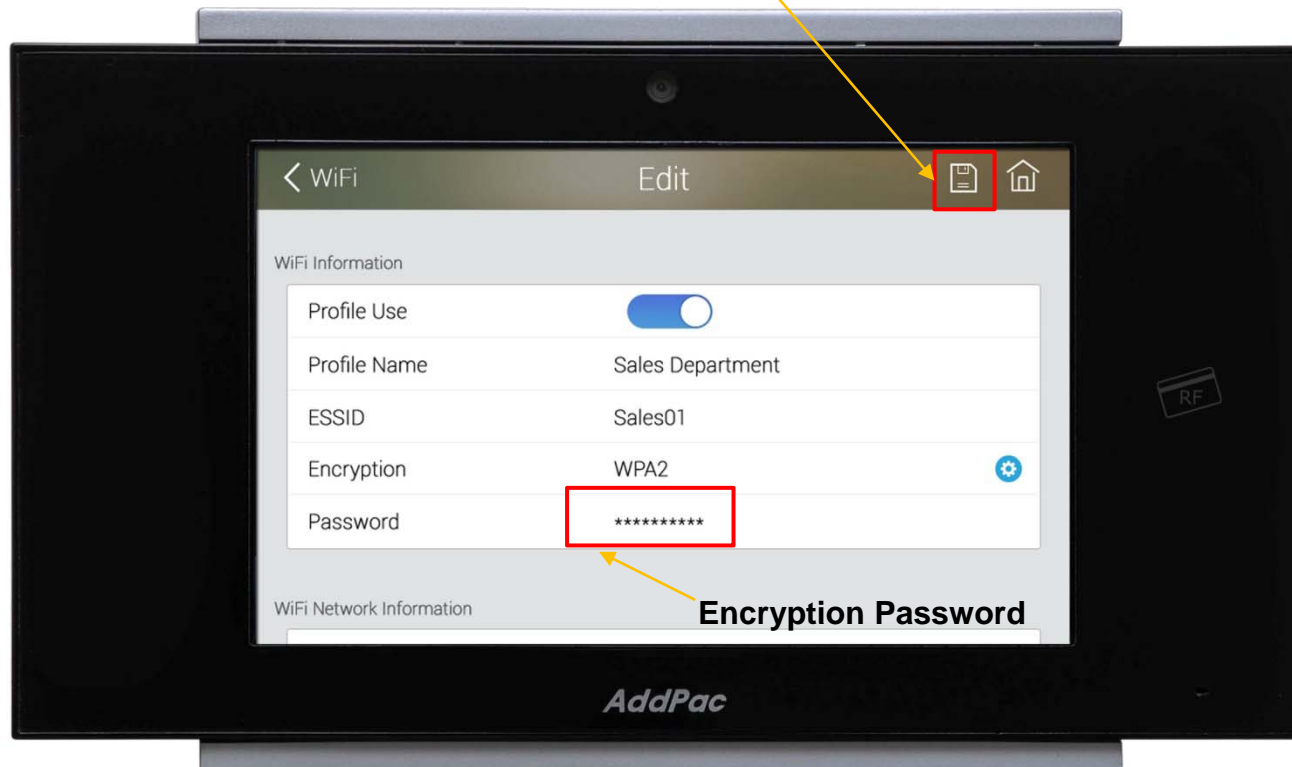 WiFi Edit
WiFi Information
Profile Use
Profile Name Sales Department
ESSID Sales01
Encryption WPA2
Password **********
WiFi Network Information
Encryption Password
RF
AddPac